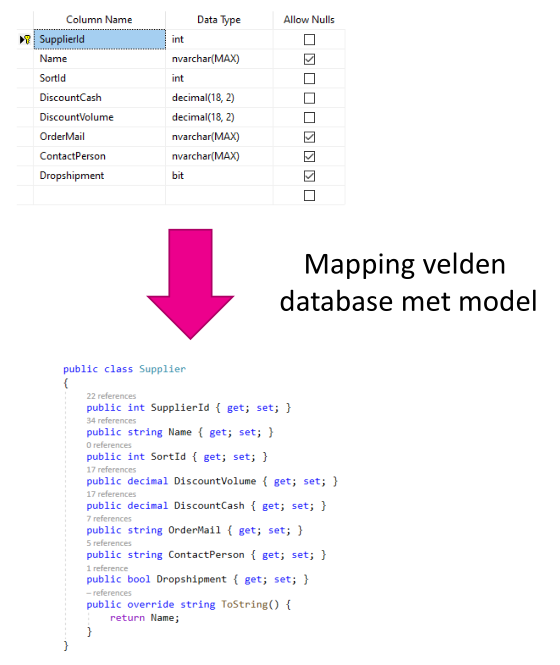 Column Name Data Type Allow Nulls
SupplierId int
Name nvarchar(MAX)
SortId int
DiscountCash decimal(18, 2)
DiscountVolume decimal(18, 2)
OrderMail nvarchar(MAX)
ContactPerson nvarchar(MAX)
Dropshipment bit
Mapping velden
database met model
public class Supplier
{
22 references
public int SupplierId { get; set; }
34 references
public string Name { get; set; }
0 references
public int SortId { get; set; }
17 references
public decimal DiscountVolume { get; set; }
17 references
public decimal DiscountCash { get; set; }
7 references
public string OrderMail { get; set; }
5 references
public string ContactPerson { get; set; }
1 reference
public bool Dropshipment { get; set; }
– references
public override string ToString() {
return Name;
}
}